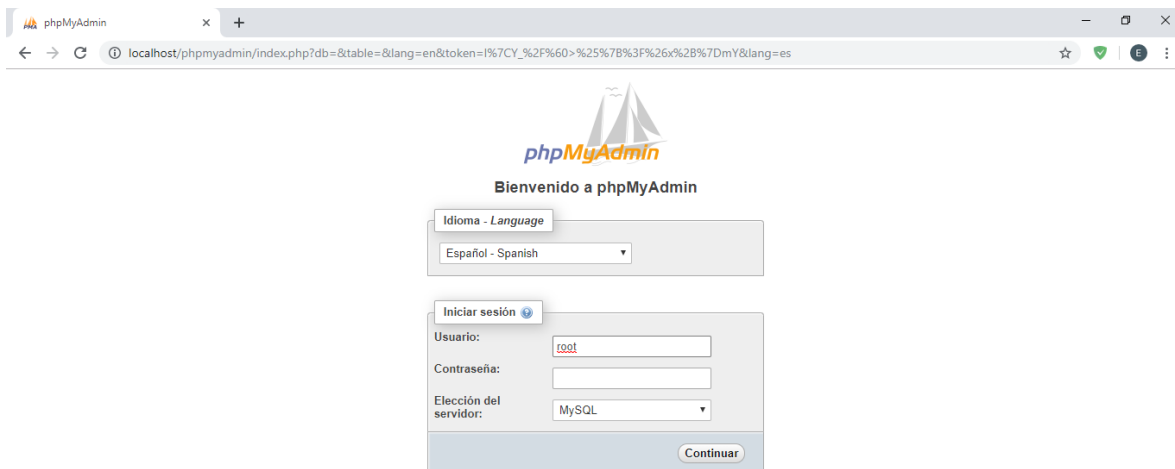 phpMyAdmin
localhost/phpmyadmin/index.php?db=&table=&lang=en&token=I%7CY_%2F%60>%25%7B%3F%26x%2B%7DmY&lang=es
E
phpMyAdmin
Bienvenido a phpMyAdmin
Idioma - Language
Español - Spanish
Iniciar sesión
Usuario:
root
Contraseña:
Elección del
servidor:
MySQL
Continuar